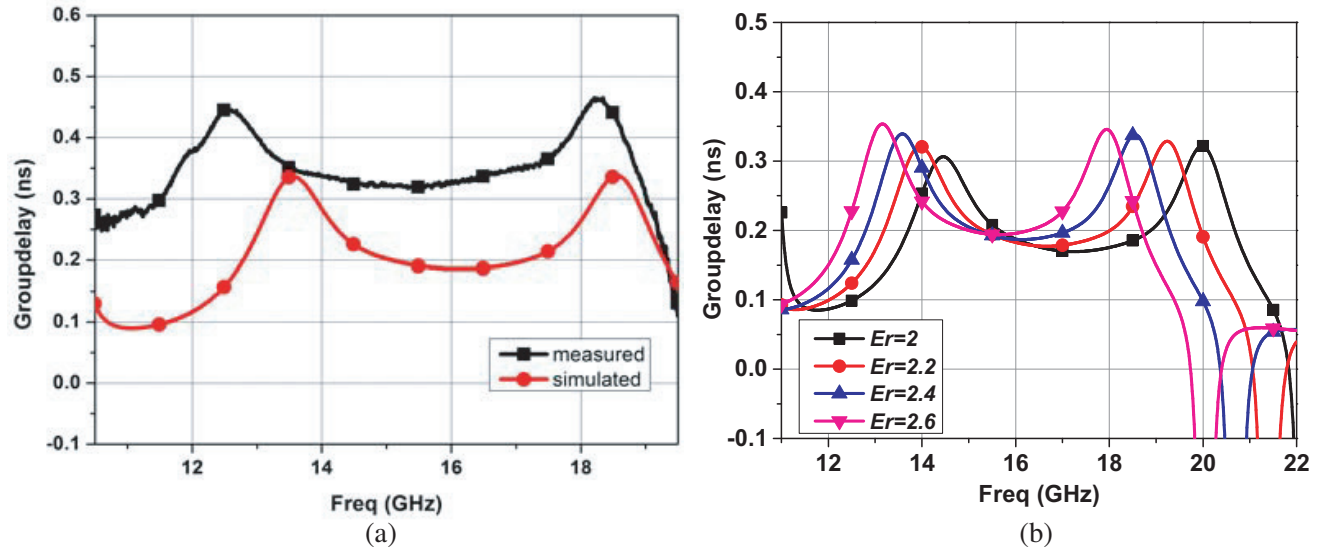 0.6
0.5
0.4
0.3
0.2
0.1
0.0
-0.1
Groupdelay (ns)
measured
simulated
12 14 16 18
Freq (GHz)
(a)
0.5
0.4
0.3
0.2
0.1
0.0
-0.1
Groupdelay (ns)
Er=2
Er=2.2
Er=2.4
Er=2.6
12 14 16 18 20 22
Freq (GHz)
(b)